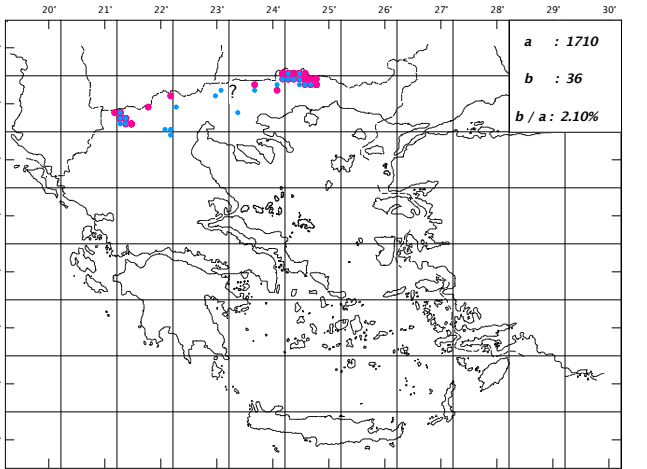 20˚ 21˚ 22˚ 23˚ 24˚ 25˚ 26˚ 27˚ 28˚ 29˚ 30˚
a : 1710
b : 36
b / a : 2.10%
?